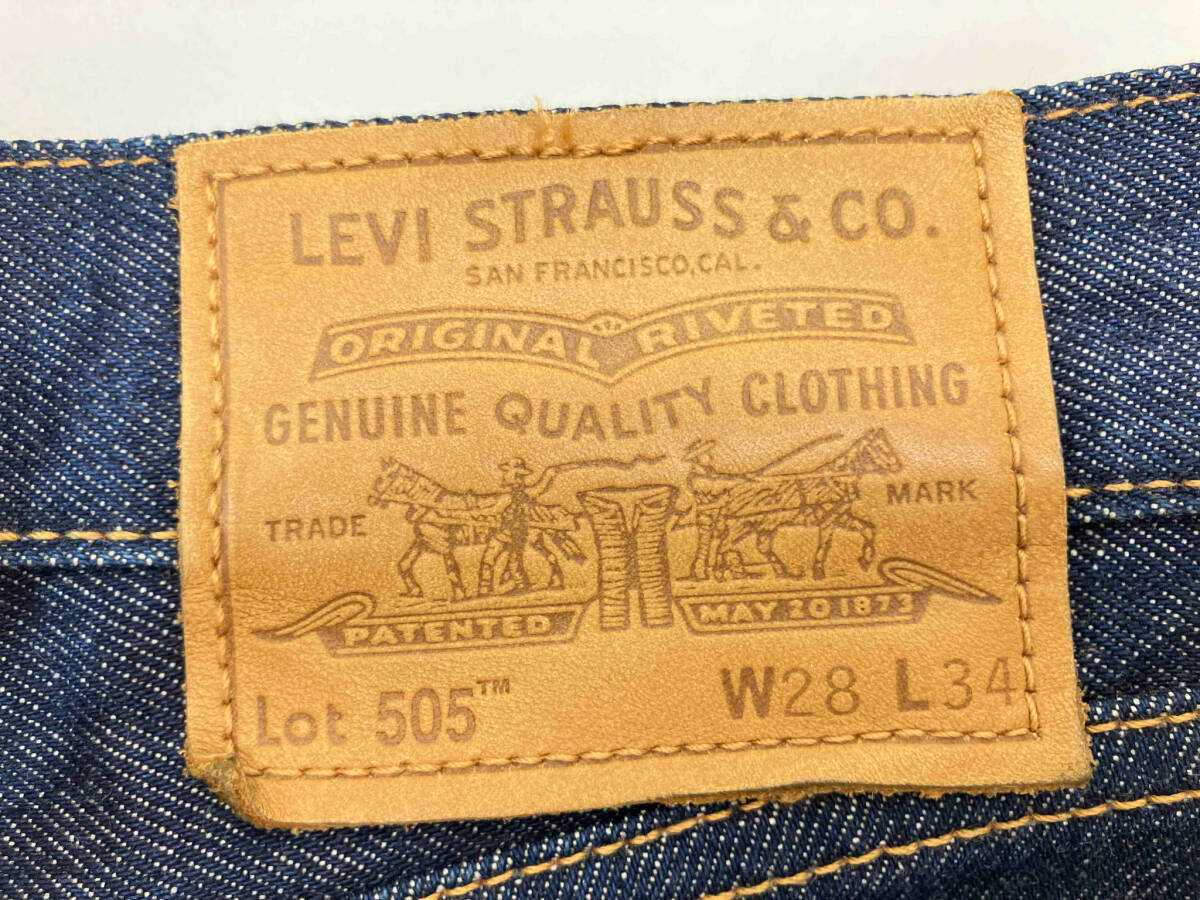 LEVI STRAUSS & CO.
SAN FRANCISCO, CAL.
ORIGINAL RIVETED
GENUINE QUALITY CLOTHING
TRADE MARK
PATENTED MAY 20 1873
Lot 505™ W28 L34